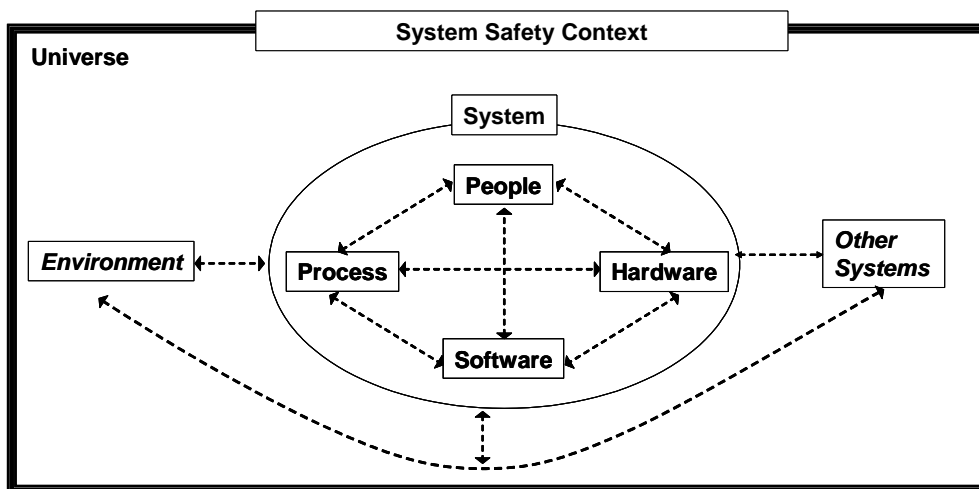 System Safety Context
Universe
System
People
Environment
Process
Hardware
Other
Systems
Software